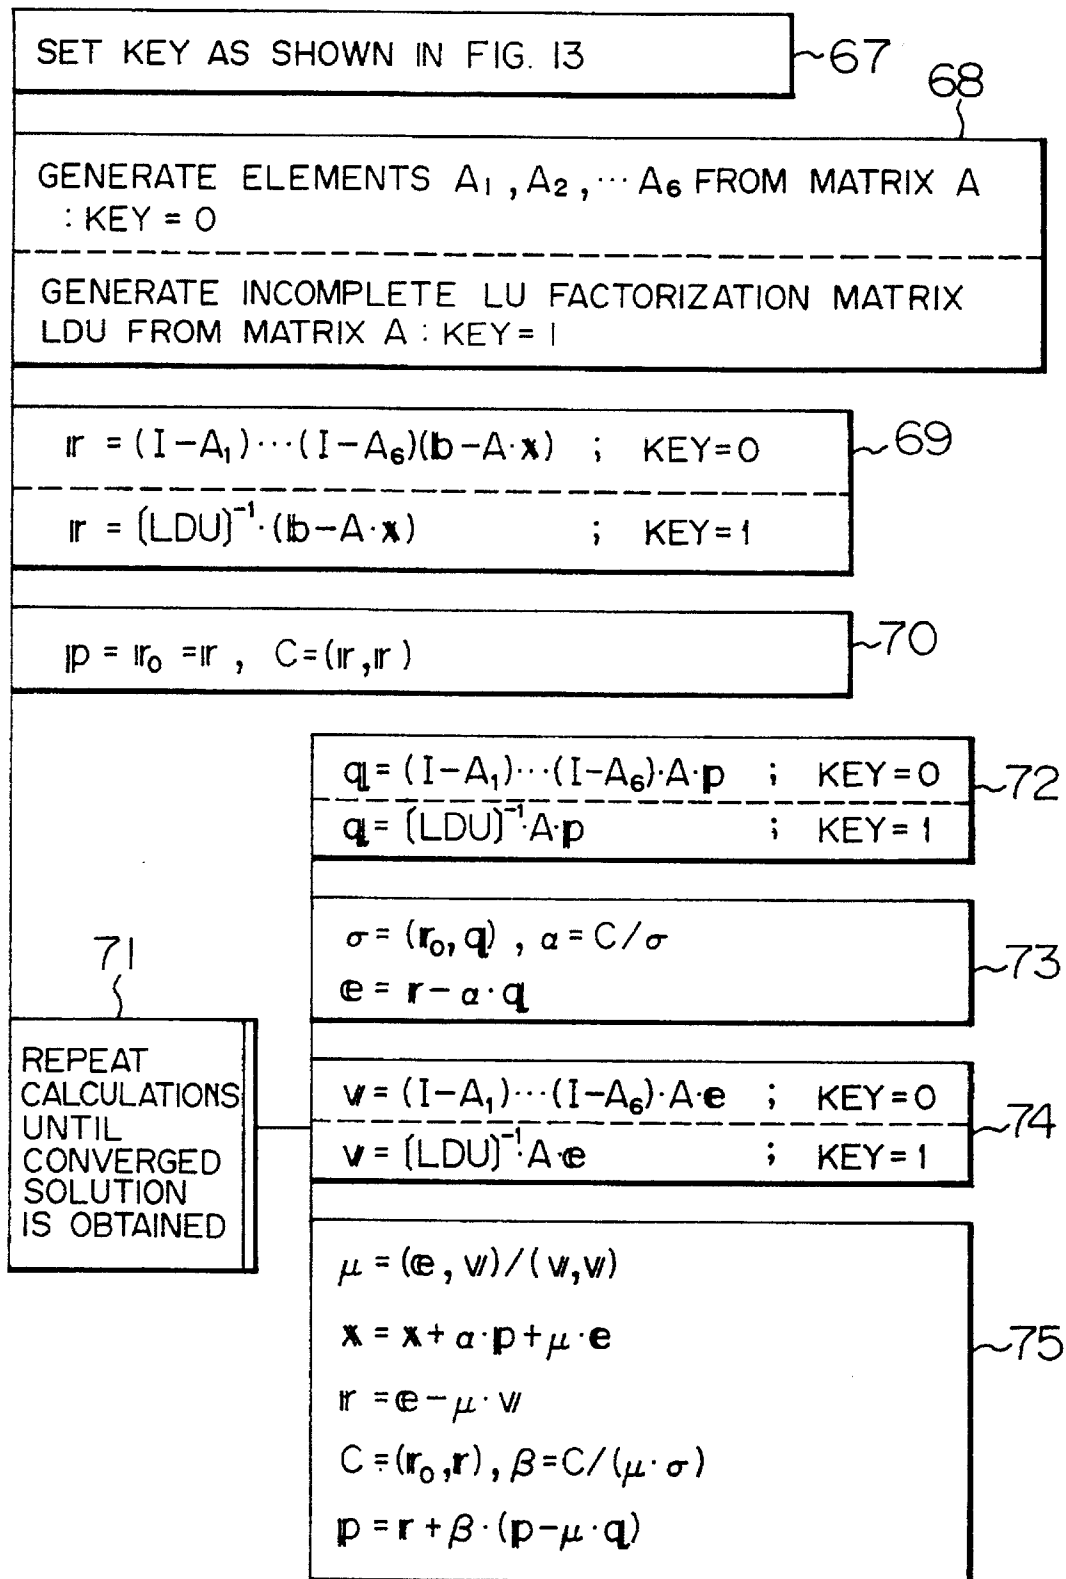 SET KEY AS SHOWN IN FIG. 13
67
68
GENERATE ELEMENTS A₁, A₂, ··· A₆ FROM MATRIX A
: KEY = 0
GENERATE INCOMPLETE LU FACTORIZATION MATRIX
LDU FROM MATRIX A : KEY = 1
r = (I-A₁)···(I-A₆)(b-A·x) ; KEY=0
69
r = (LDU)⁻¹·(b-A·x) ; KEY=1
p = r₀ = r, C=(r,r)
70
q = (I-A₁)···(I-A₆)·A·p ; KEY=0
72
q = (LDU)⁻¹·A·p ; KEY=1
σ = (r₀,q), α = C/σ
73
e = r-α·q
71
REPEAT
CALCULATIONS
UNTIL
CONVERGED
SOLUTION
IS OBTAINED
v = (I-A₁)···(I-A₆)·A·e ; KEY=0
74
v = (LDU)⁻¹·A·e ; KEY=1
μ = (e,v)/(v,v)
x = x+α·p+μ·e
75
r = e-μ·v
C = (r₀,r), β=C/(μ·σ)
p = r+β·(p-μ·q)